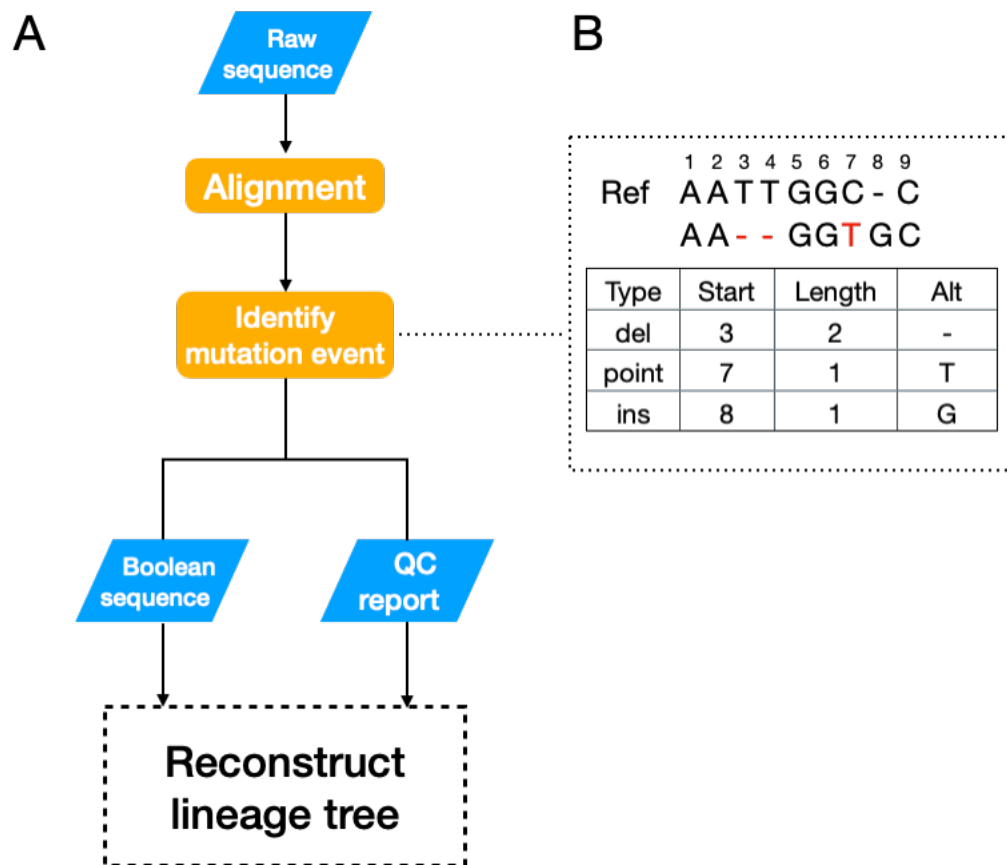 A
Raw
sequence
Alignment
Identify
mutation event
Boolean
sequence
QC
report
Reconstruct
lineage tree
B
1 2 3 4 5 6 7 8 9
Ref AATTGGC-C
AA--GGTGC
Type Start Length Alt
del 3 2 -
point 7 1 T
ins 8 1 G